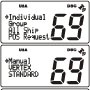 USA DSC
*Individual
Group
All Ship
POS Request
69
USA DSC
*Manual
VERTEX
STANDARD
69